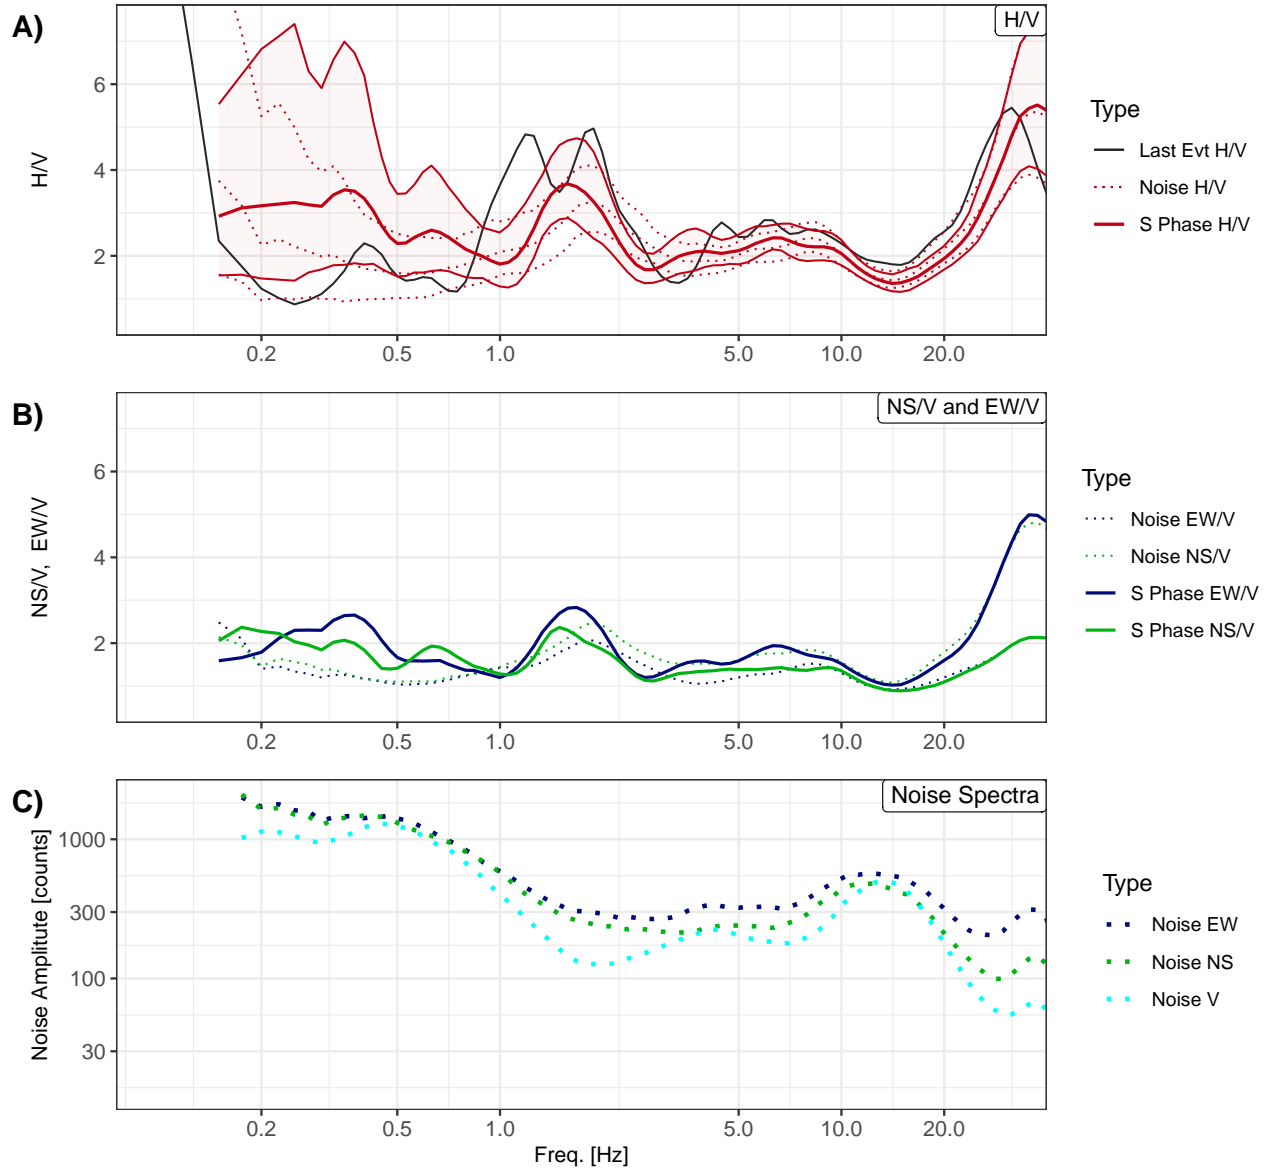 A)
H/V
6
4
2
H/V
0.2 0.5 1.0 5.0 10.0 20.0
Type
Last Evt H/V
Noise H/V
S Phase H/V
B)
NS/V and EW/V
6
4
2
NS/V, EW/V
0.2 0.5 1.0 5.0 10.0 20.0
Type
Noise EW/V
Noise NS/V
S Phase EW/V
S Phase NS/V
C)
Noise Spectra
1000
300
100
30
Noise Amplitute [counts]
0.2 0.5 1.0 5.0 10.0 20.0
Freq. [Hz]
Type
Noise EW
Noise NS
Noise V